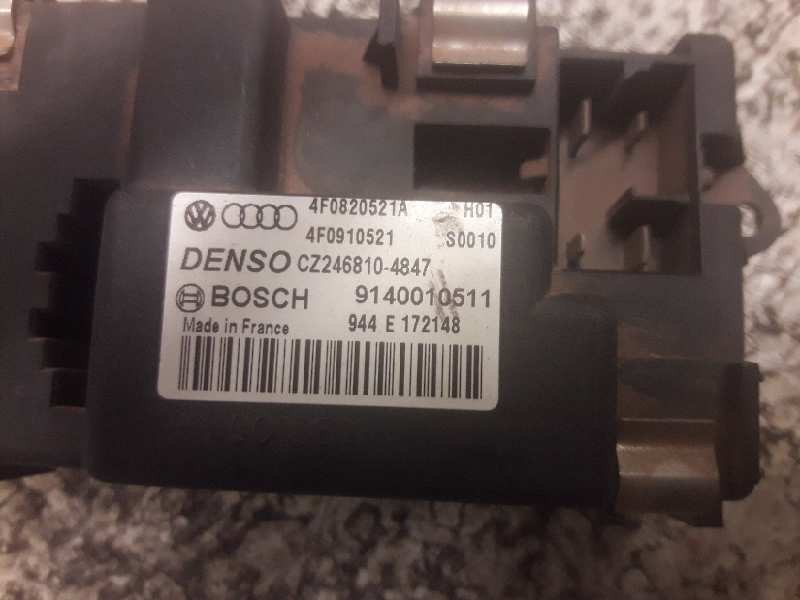 4F0820521A H01
4F0910521 S0010
DENSO CZ246810-4847
BOSCH 9140010511
Made in France 944 E 172148